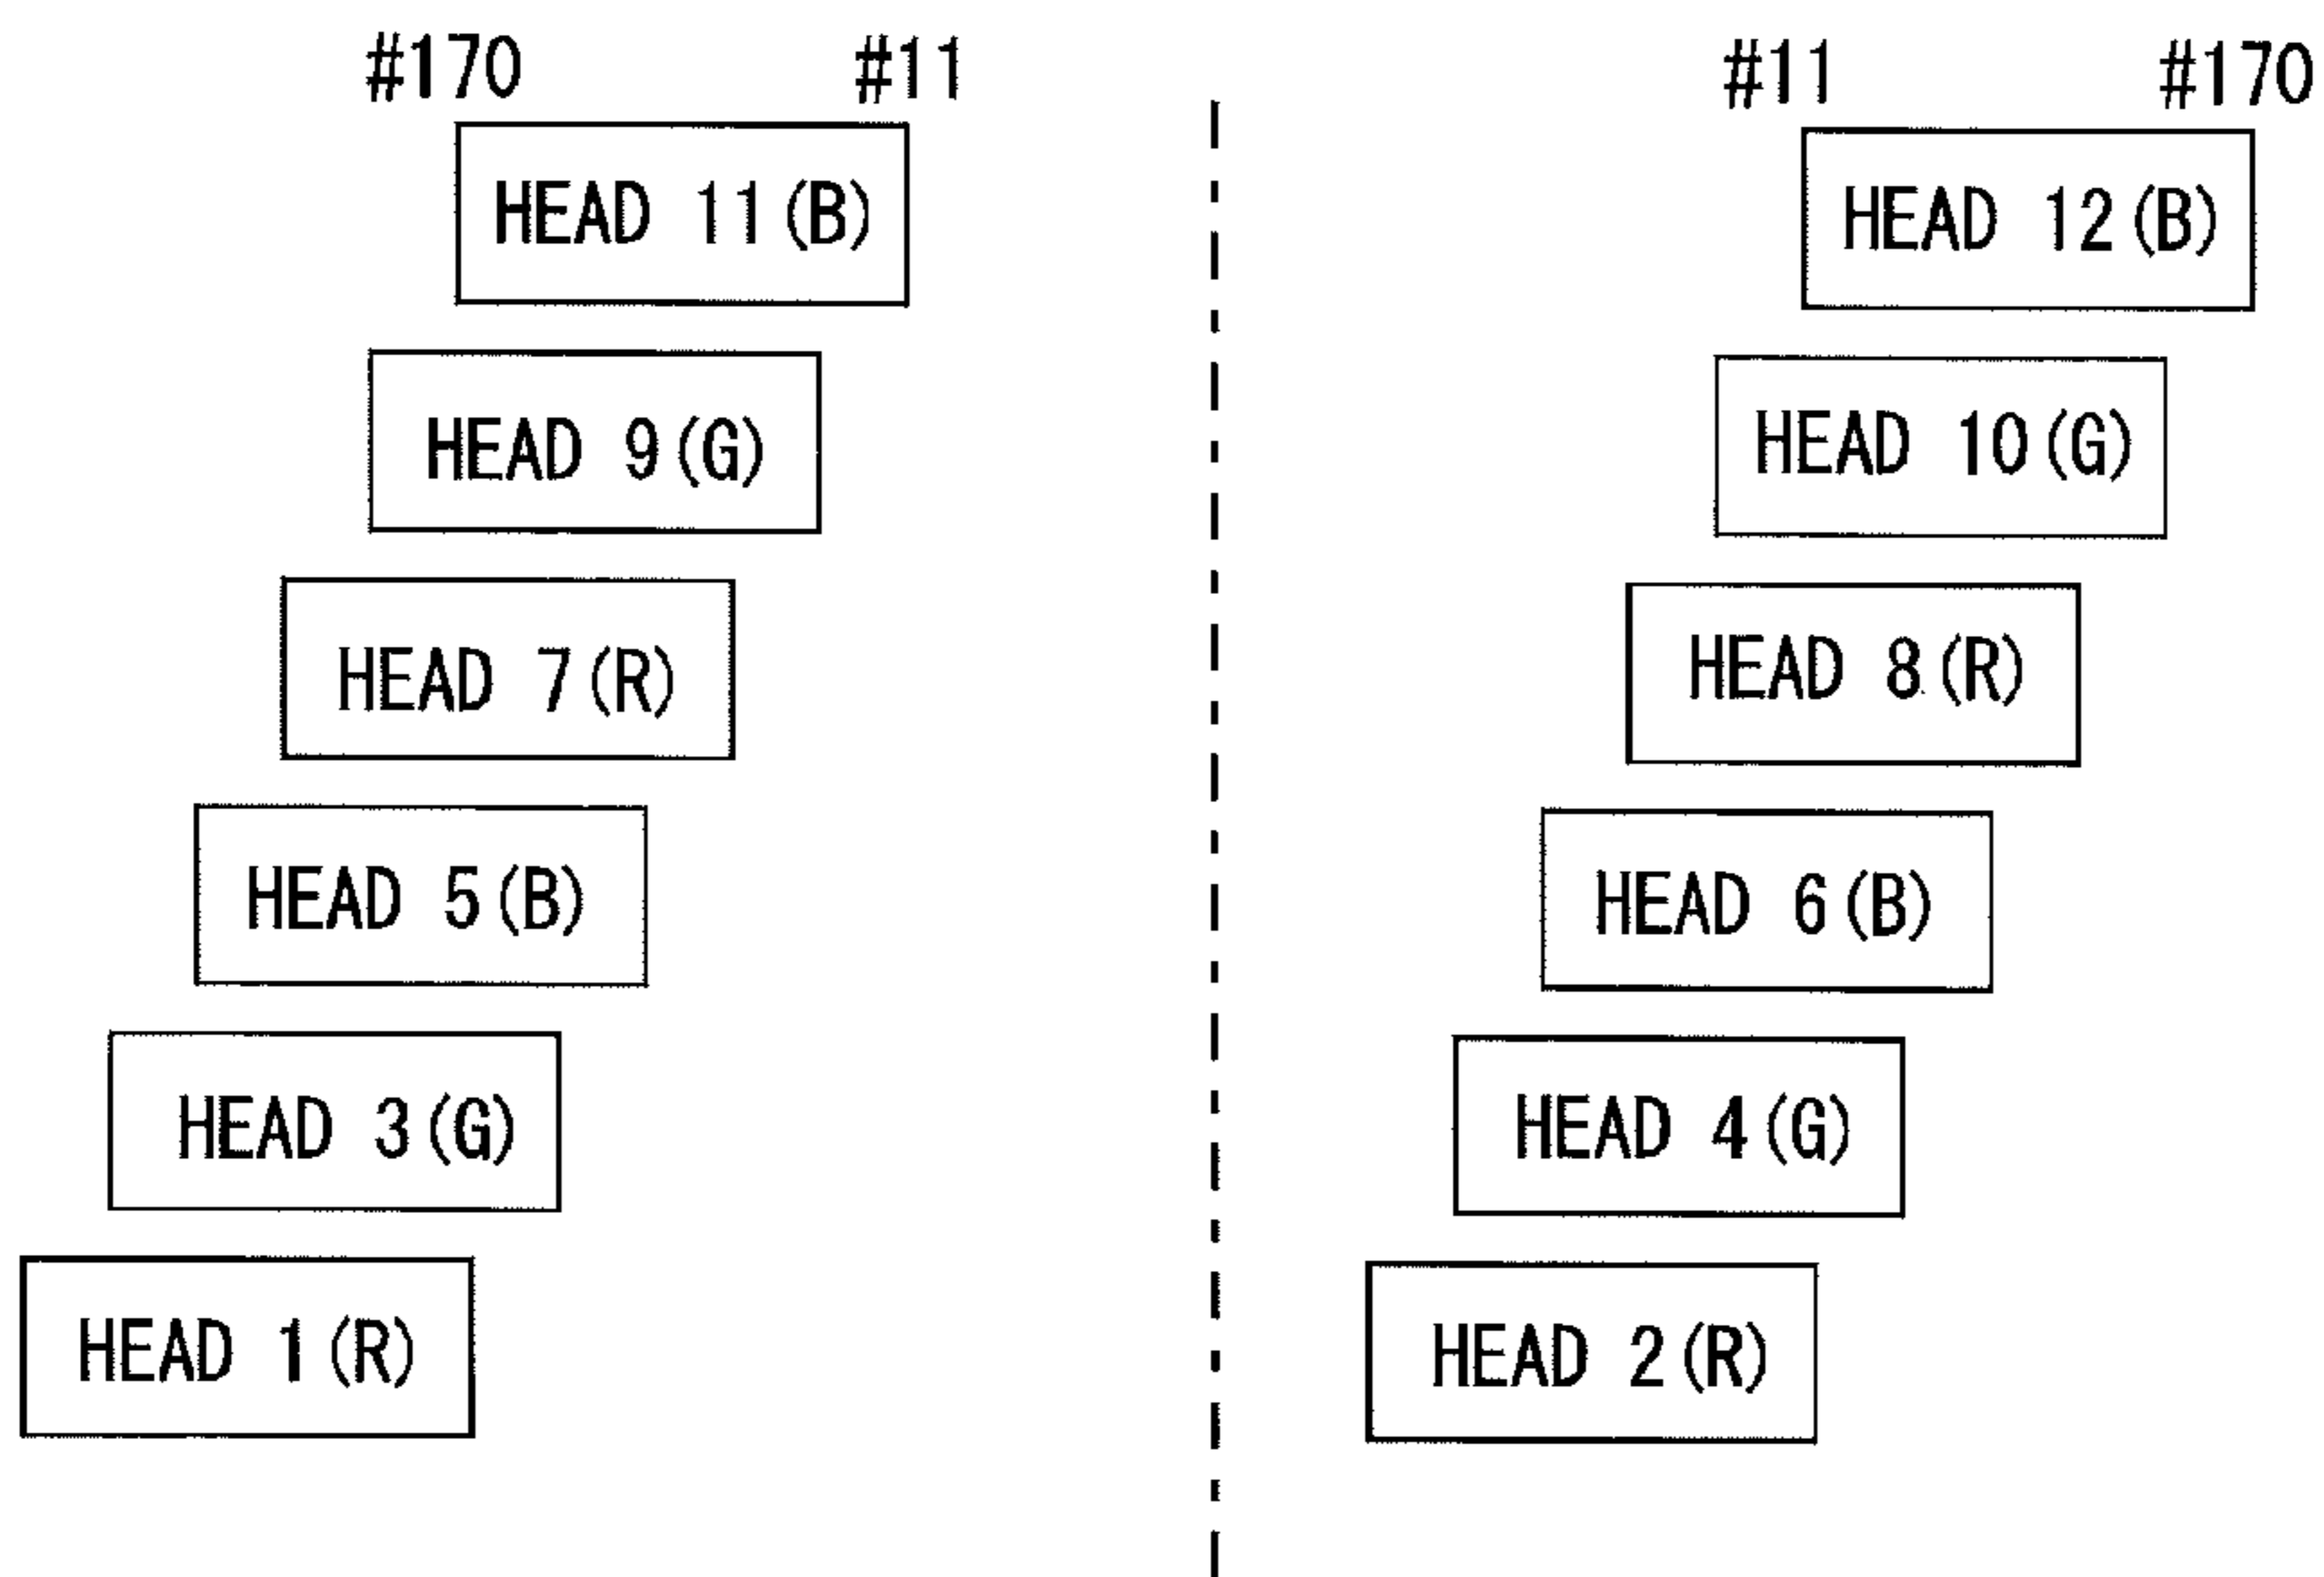 #170 #11 #11 #170
HEAD 11(B) HEAD 12(B)
HEAD 9(G) HEAD 10(G)
HEAD 7(R) HEAD 8(R)
HEAD 5(B) HEAD 6(B)
HEAD 3(G) HEAD 4(G)
HEAD 1(R) HEAD 2(R)